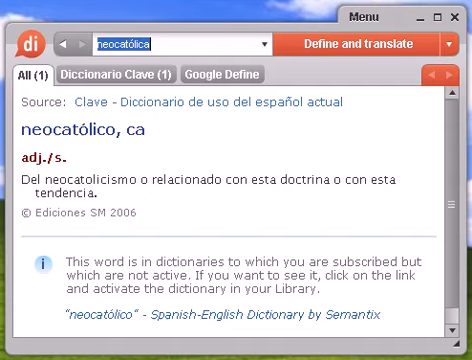 Menu
di
neocatólica
Define and translate
All (1)
Diccionario Clave (1)
Google Define
Source: Clave - Diccionario de uso del español actual
neocatólico, ca
adj./s.
Del neocatolicismo o relacionado con esta doctrina o con esta
tendencia.
© Ediciones SM 2006
i
This word is in dictionaries to which you are subscribed but
which are not active. If you want to see it, click on the link
and activate the dictionary in your Library.
"neocatólico" - Spanish-English Dictionary by Semantix